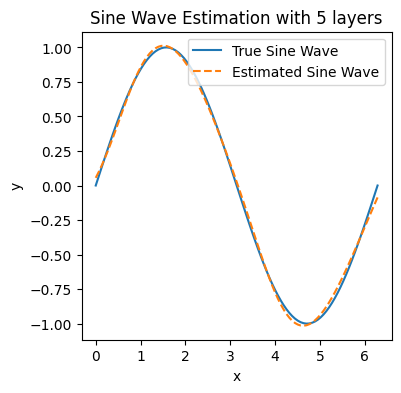 Sine Wave Estimation with 5 layers
True Sine Wave
Estimated Sine Wave
y
1.00
0.75
0.50
0.25
0.00
−0.25
−0.50
−0.75
−1.00
0 1 2 3 4 5 6
x